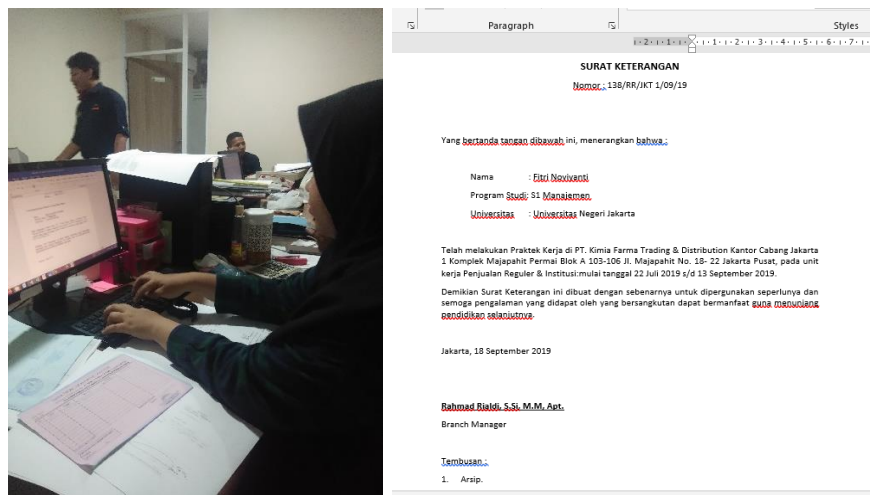 Paragraph
Styles
SURAT KETERANGAN
Nomor : 138/RR/JKT 1/09/19
Yang bertanda tangan dibawah ini, menerangkan bahwa :
Nama : Fitri Noviyanti
Program Studi: S1 Manajemen
Universitas : Universitas Negeri Jakarta
Telah melakukan Praktek Kerja di PT. Kimia Farma Trading & Distribution Kantor Cabang Jakarta
1 Komplek Majapahit Permai Blok A 103-106 Jl. Majapahit No. 18- 22 Jakarta Pusat, pada unit
kerja Penjualan Reguler & Institusi:mulai tanggal 22 Juli 2019 s/d 13 September 2019.
Demikian Surat Keterangan ini dibuat dengan sebenarnya untuk dipergunakan seperlunya dan
semoga pengalaman yang didapat oleh yang bersangkutan dapat bermanfaat guna menunjang
pendidikan selanjutnya.
Jakarta, 18 September 2019
Rahmad Rialdi, S.Si, M.M, Apt.
Branch Manager
Tembusan :
1. Arsip.